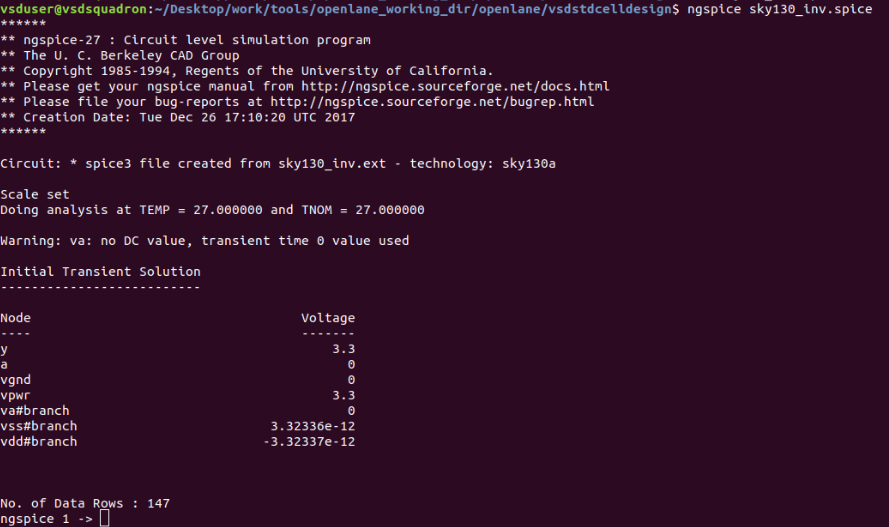 vsduser@vsdsquadron:~/Desktop/work/tools/openlane_working_dir/openlane/vsdstdcelldesign$ ngspice sky130_inv.spice
******
** ngspice-27 : Circuit level simulation program
** The U. C. Berkeley CAD Group
** Copyright 1985-1994, Regents of the University of California.
** Please get your ngspice manual from http://ngspice.sourceforge.net/docs.html
** Please file your bug-reports at http://ngspice.sourceforge.net/bugrep.html
** Creation Date: Tue Dec 26 17:10:20 UTC 2017
******
Circuit: * spice3 file created from sky130_inv.ext - technology: sky130a
Scale set
Doing analysis at TEMP = 27.000000 and TNOM = 27.000000
Warning: va: no DC value, transient time 0 value used
Initial Transient Solution
--------------------------
Node Voltage
---- -------
y 3.3
a 0
vgnd 0
vpwr 3.3
va#branch 0
vss#branch 3.32336e-12
vdd#branch -3.32337e-12
No. of Data Rows : 147
ngspice 1 ->